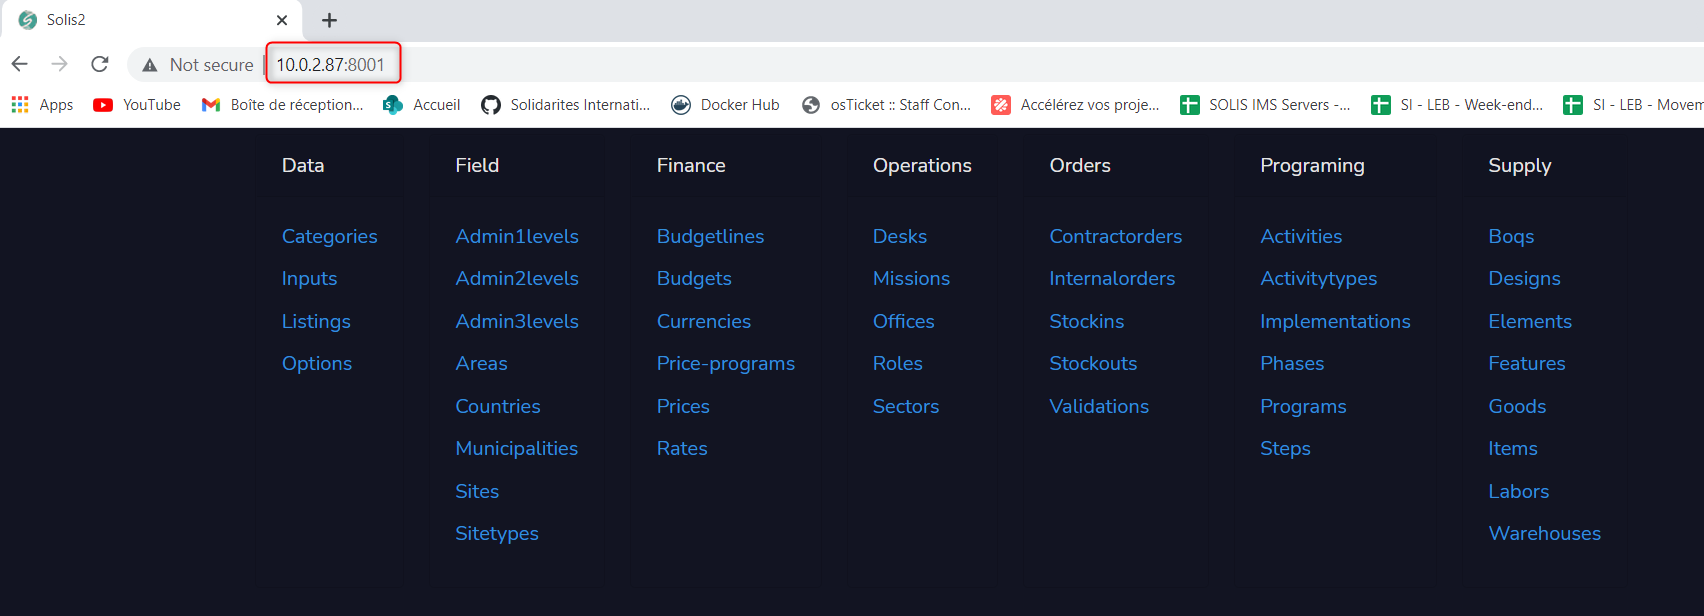 Solis2
Not secure 10.0.2.87:8001
Apps YouTube Boîte de réception... Accueil Solidarites Internati... Docker Hub osTicket :: Staff Con... Accélérez vos proje... SOLIS IMS Servers -... SI - LEB - Week-end... SI - LEB - Movem
Data Field Finance Operations Orders Programing Supply
Categories Admin1levels Budgetlines Desks Contractorders Activities Boqs
Inputs Admin2levels Budgets Missions Internalorders Activitytypes Designs
Listings Admin3levels Currencies Offices Stockins Implementations Elements
Options Areas Price-programs Roles Stockouts Phases Features
Countries Prices Sectors Validations Programs Goods
Municipalities Rates Steps Items
Sites Labors
Sitetypes Warehouses